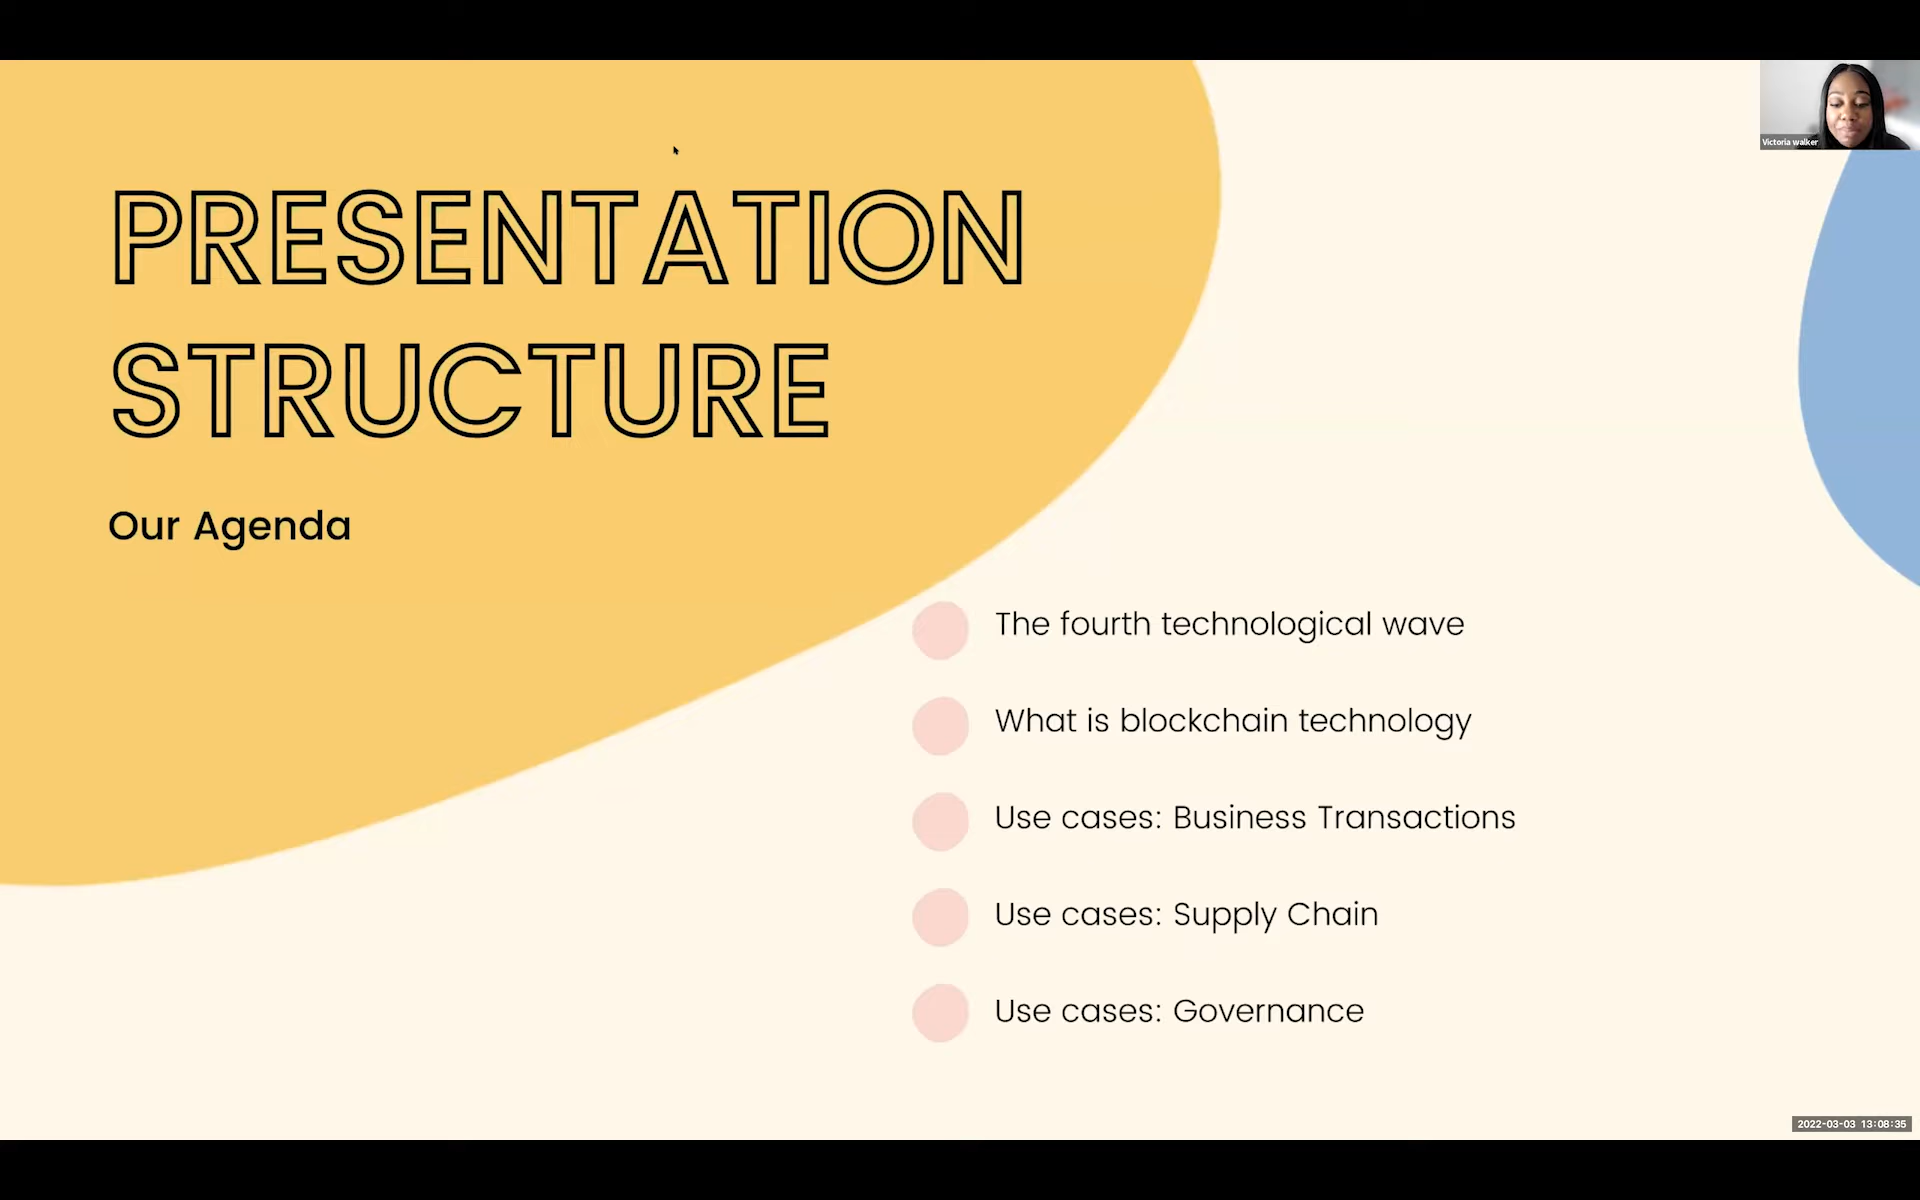 PRESENTATION
STRUCTURE
Our Agenda
The fourth technological wave
What is blockchain technology
Use cases: Business Transactions
Use cases: Supply Chain
Use cases: Governance
Victoria walker
2022-03-03 13:08:35